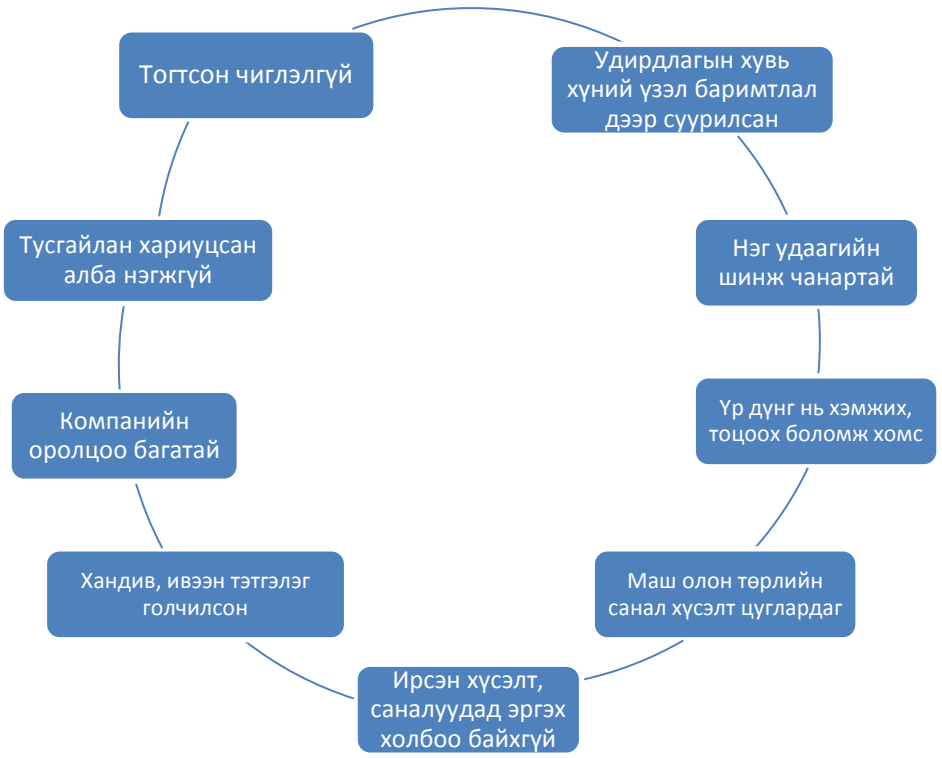 Тогтсон чиглэлгүй
Удирдлагын хувь
хүний үзэл баримтлал
дээр суурилсан
Нэг удаагийн
шинж чанартай
Үр дүнг нь хэмжих,
тоцоох боломж хомс
Маш олон төрлийн
санал хүсэлт цуглардаг
Ирсэн хүсэлт,
саналуудад эргэх
холбоо байхгүй
Хандив, ивээн тэтгэлэг
голчилсон
Компанийн
оролцоо багатай
Тусгайлан хариуцсан
алба нэгжгүй